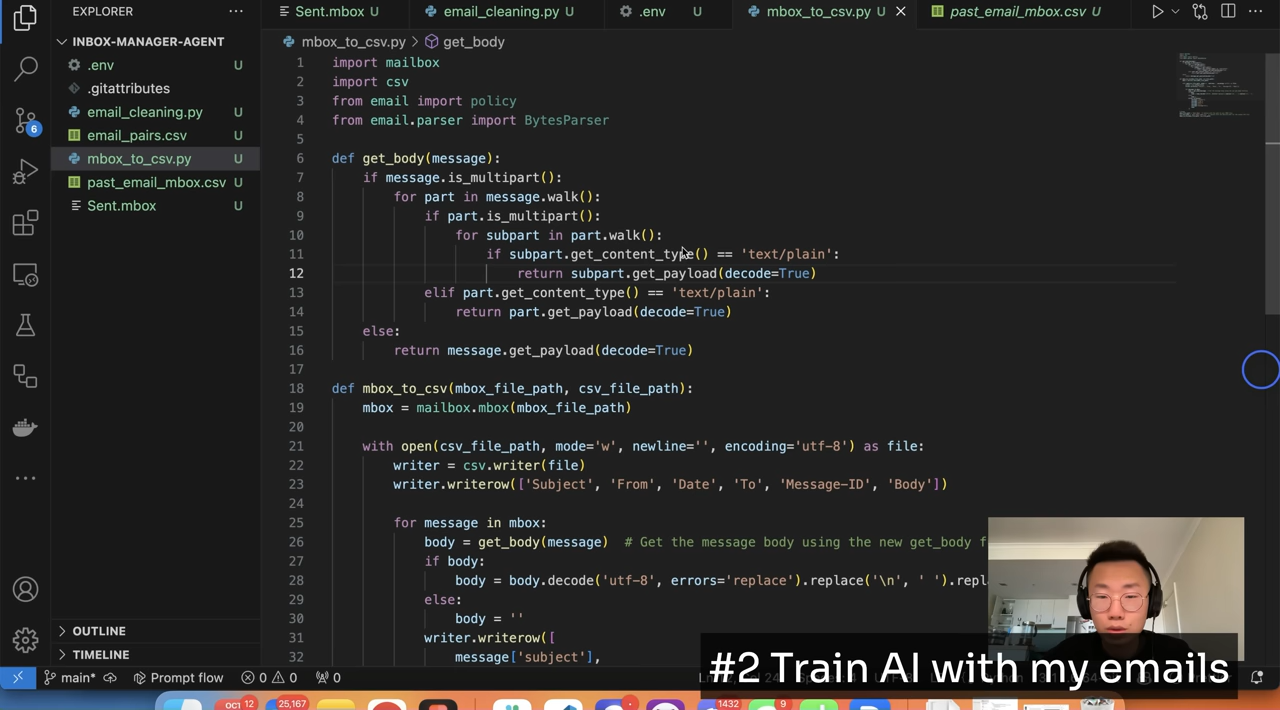 EXPLORER
Sent.mbox U
email_cleaning.py U
.env U
mbox_to_csv.py U
past_email_mbox.csv U
INBOX-MANAGER-AGENT
.env U
.gitattributes
email_cleaning.py U
email_pairs.csv U
mbox_to_csv.py U
past_email_mbox.csv U
Sent.mbox U
6
OUTLINE
TIMELINE
mbox_to_csv.py > get_body
1 import mailbox
2 import csv
3 from email import policy
4 from email.parser import BytesParser
5
6 def get_body(message):
7 if message.is_multipart():
8 for part in message.walk():
9 if part.is_multipart():
10 for subpart in part.walk():
11 if subpart.get_content_type() == 'text/plain':
12 return subpart.get_payload(decode=True)
13 elif part.get_content_type() == 'text/plain':
14 return part.get_payload(decode=True)
15 else:
16 return message.get_payload(decode=True)
17
18 def mbox_to_csv(mbox_file_path, csv_file_path):
19 mbox = mailbox.mbox(mbox_file_path)
20
21 with open(csv_file_path, mode='w', newline='', encoding='utf-8') as file:
22 writer = csv.writer(file)
23 writer.writerow(['Subject', 'From', 'Date', 'To', 'Message-ID', 'Body'])
24
25 for message in mbox:
26 body = get_body(message) # Get the message body using the new get_body f
27 if body:
28 body = body.decode('utf-8', errors='replace').replace('\n', ' ').repl
29 else:
30 body = ''
31 writer.writerow([
32 message['subject'],
#2 Train AI with my emails
main* Prompt flow 0 0 0
OCT 12 25,167 1432 9